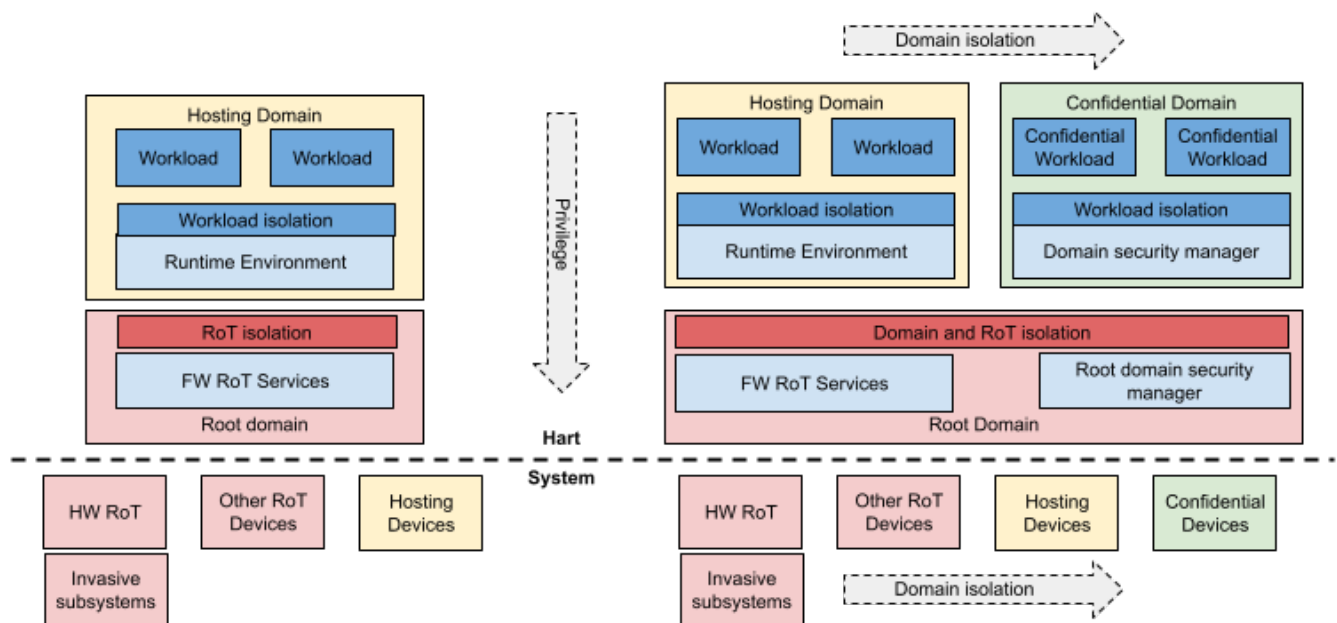 Domain isolation
Hosting Domain
Workload
Workload
Workload isolation
Runtime Environment
RoT isolation
FW RoT Services
Root domain
Privilege
Hosting Domain
Workload
Workload
Workload isolation
Runtime Environment
Confidential Domain
Confidential
Workload
Confidential
Workload
Workload isolation
Domain security manager
Domain and RoT isolation
FW RoT Services
Root domain security
manager
Root Domain
Hart
System
HW RoT
Other RoT
Devices
Hosting
Devices
Invasive
subsystems
HW RoT
Other RoT
Devices
Hosting
Devices
Confidential
Devices
Invasive
subsystems
Domain isolation